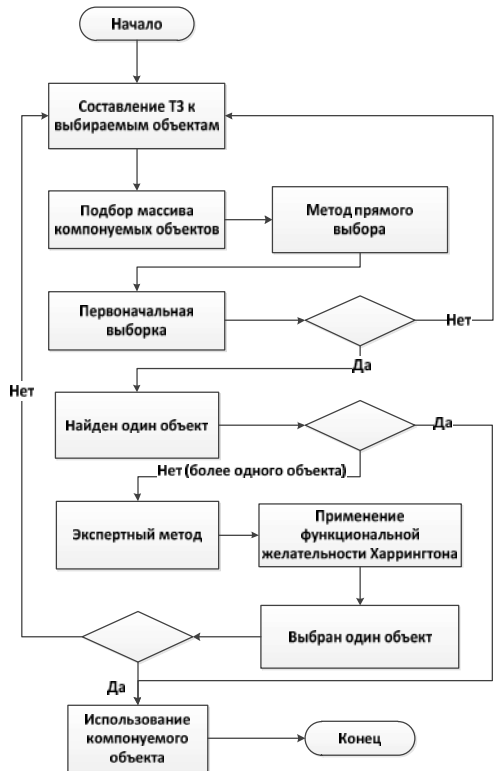 Начало
Составление ТЗ к
выбираемым объектам
Подбор массива
компонуемых объектов
Метод прямого
выбора
Первоначальная
выборка
Нет
Да
Нет
Найден один объект
Да
Нет (более одного объекта)
Экспертный метод
Применение
функциональной
желательности Харрингтона
Выбран один объект
Да
Использование
компонуемого
объекта
Конец